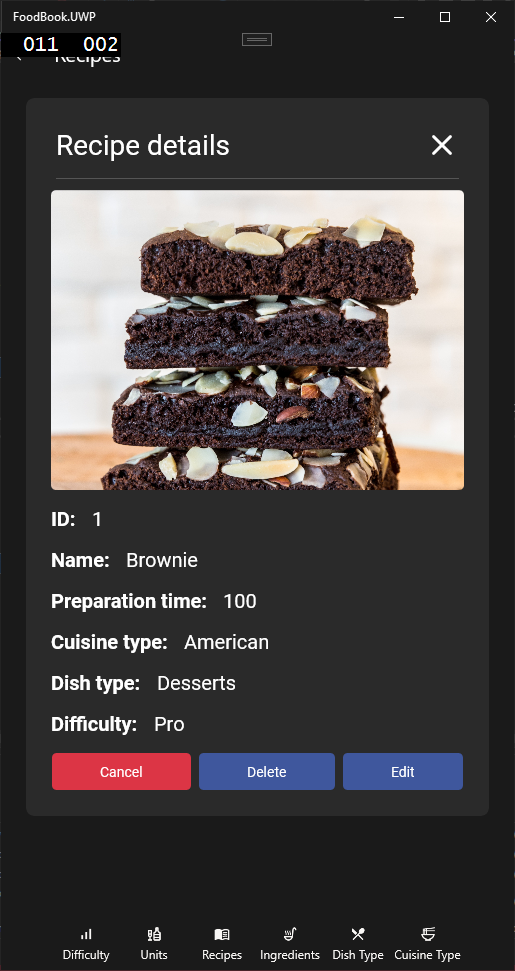 FoodBook.UWP
011 002
Recipes
Recipe details
ID: 1
Name: Brownie
Preparation time: 100
Cuisine type: American
Dish type: Desserts
Difficulty: Pro
Cancel Delete Edit
Difficulty Units Recipes Ingredients Dish Type Cuisine Type